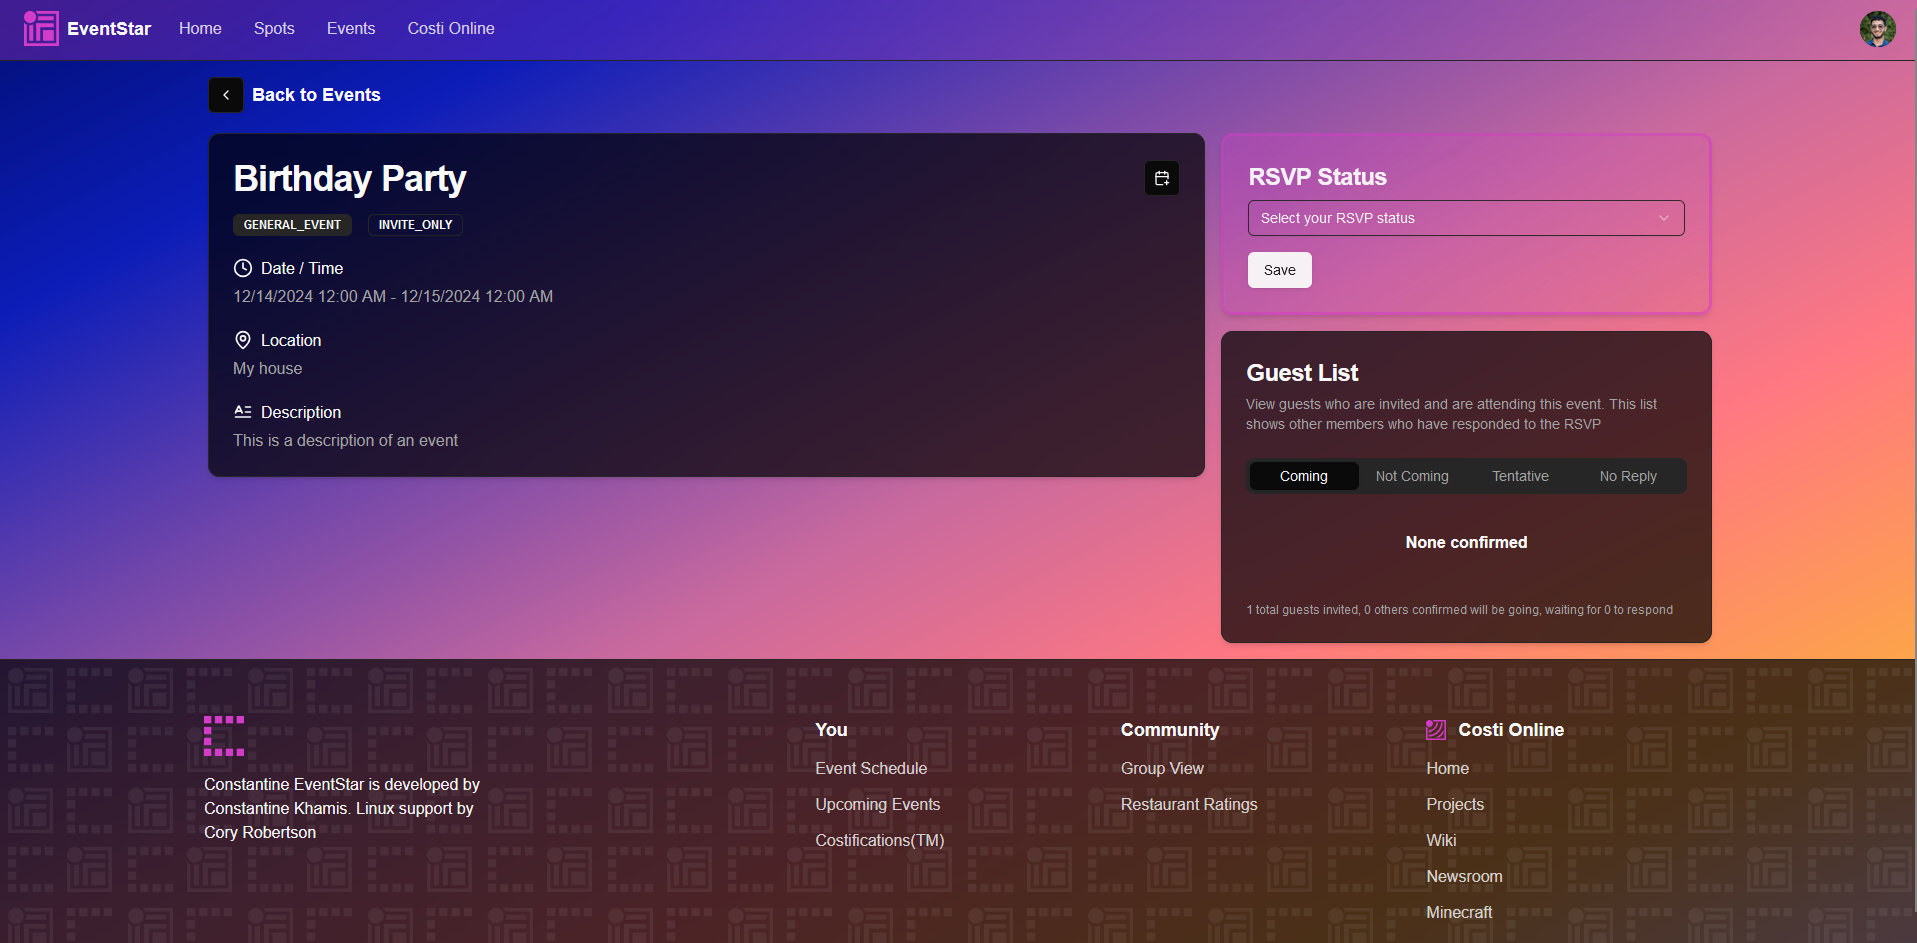 EventStar
Home
Spots
Events
Costi Online
Back to Events
Birthday Party
GENERAL_EVENT
INVITE_ONLY
Date / Time
12/14/2024 12:00 AM - 12/15/2024 12:00 AM
Location
My house
Description
This is a description of an event
RSVP Status
Select your RSVP status
Save
Guest List
View guests who are invited and are attending this event. This list
shows other members who have responded to the RSVP
Coming
Not Coming
Tentative
No Reply
None confirmed
1 total guests invited, 0 others confirmed will be going, waiting for 0 to respond
Constantine EventStar is developed by
Constantine Khamis. Linux support by
Cory Robertson
You
Event Schedule
Upcoming Events
Costifications(TM)
Community
Group View
Restaurant Ratings
Costi Online
Home
Projects
Wiki
Newsroom
Minecraft